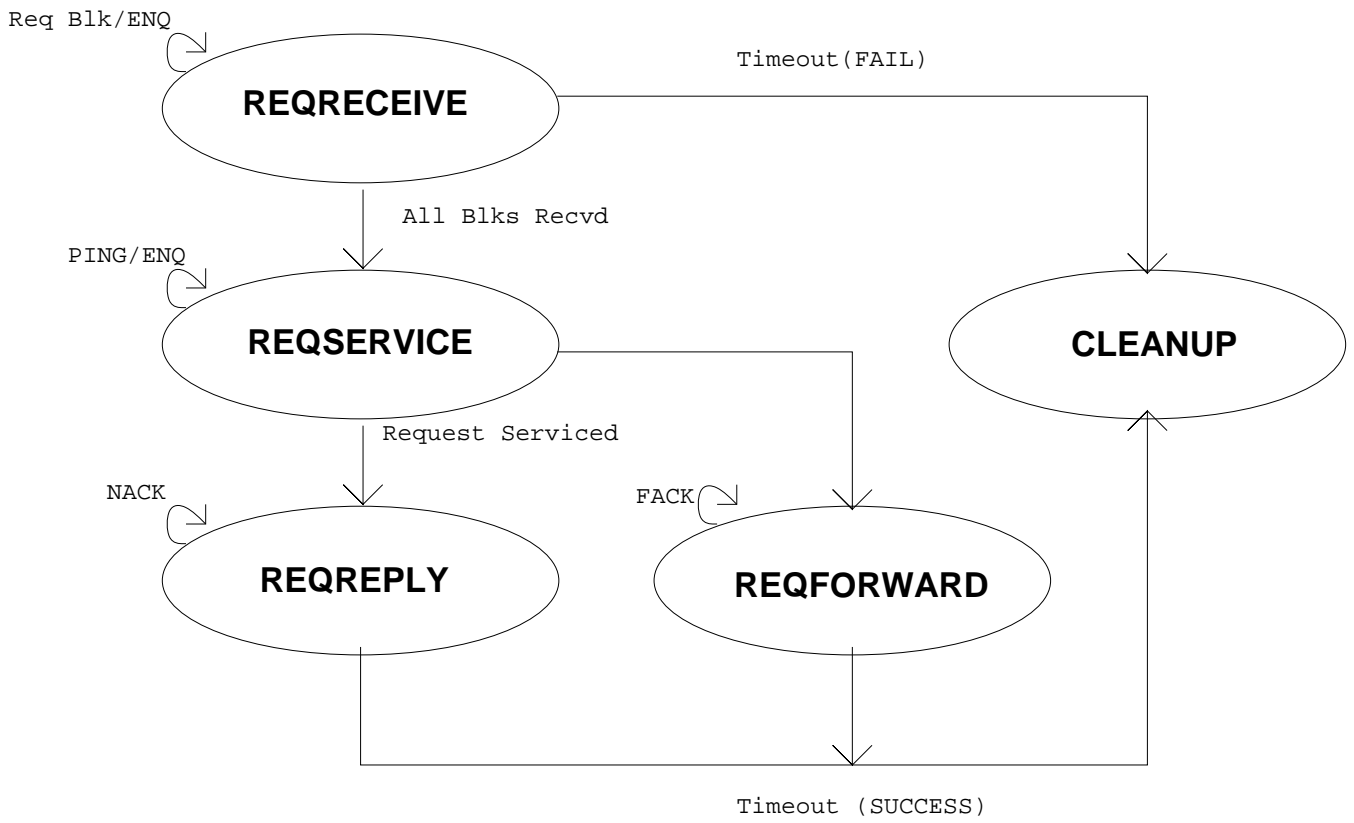 Req Blk/ENQ
Timeout(FAIL)
REQRECEIVE
All Blks Recvd
PING/ENQ
REQSERVICE
CLEANUP
Request Serviced
NACK
FACK
REQREPLY
REQFORWARD
Timeout (SUCCESS)